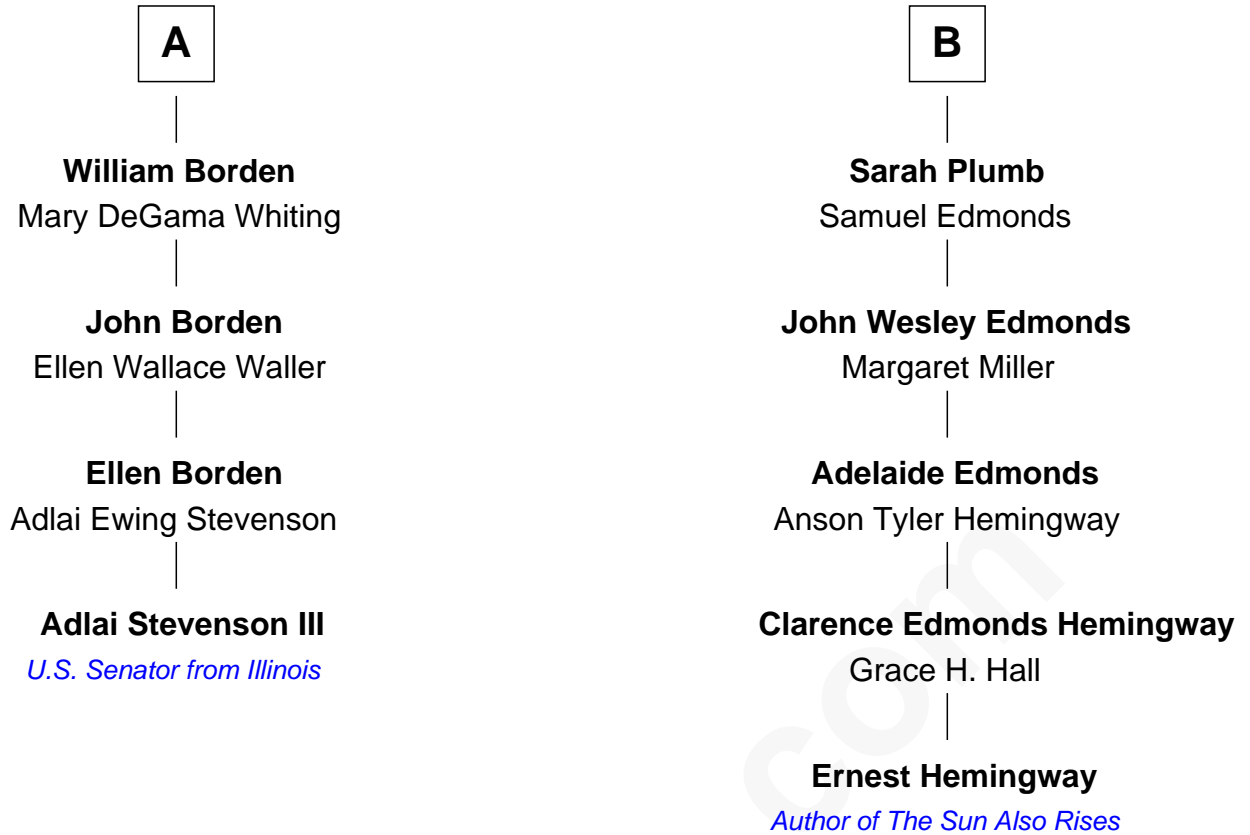 A
William Borden
Mary DeGama Whiting
John Borden
Ellen Wallace Waller
Ellen Borden
Adlai Ewing Stevenson
Adlai Stevenson III
U.S. Senator from Illinois
B
Sarah Plumb
Samuel Edmonds
John Wesley Edmonds
Margaret Miller
Adelaide Edmonds
Anson Tyler Hemingway
Clarence Edmonds Hemingway
Grace H. Hall
Ernest Hemingway
Author of The Sun Also Rises
com